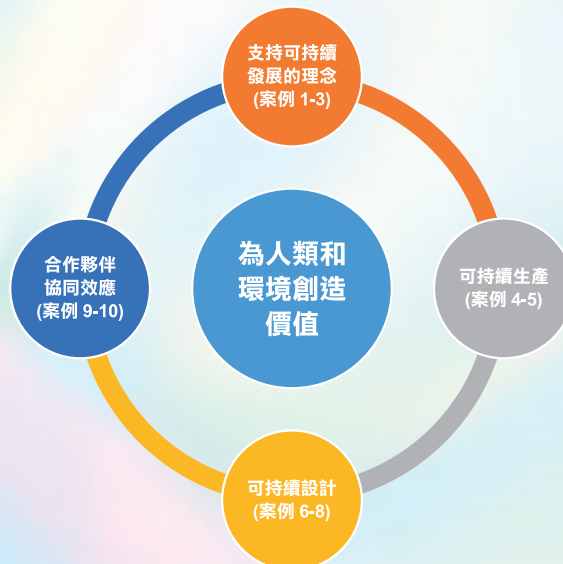 支持可持續
發展的理念
(案例 1-3)
合作夥伴
協同效應
(案例 9-10)
為人類和
環境創造
價值
可持續生產
(案例 4-5)
可持續設計
(案例 6-8)